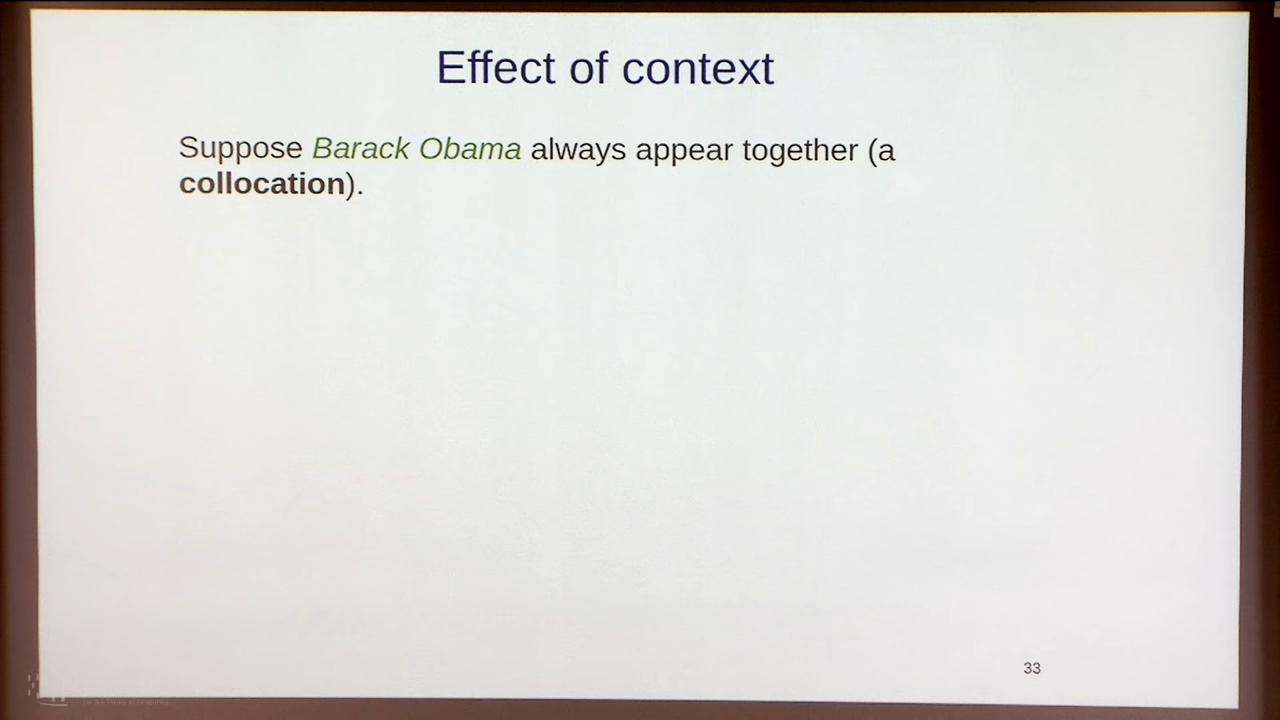 Effect of context
Suppose Barack Obama always appear together (a
collocation).
33